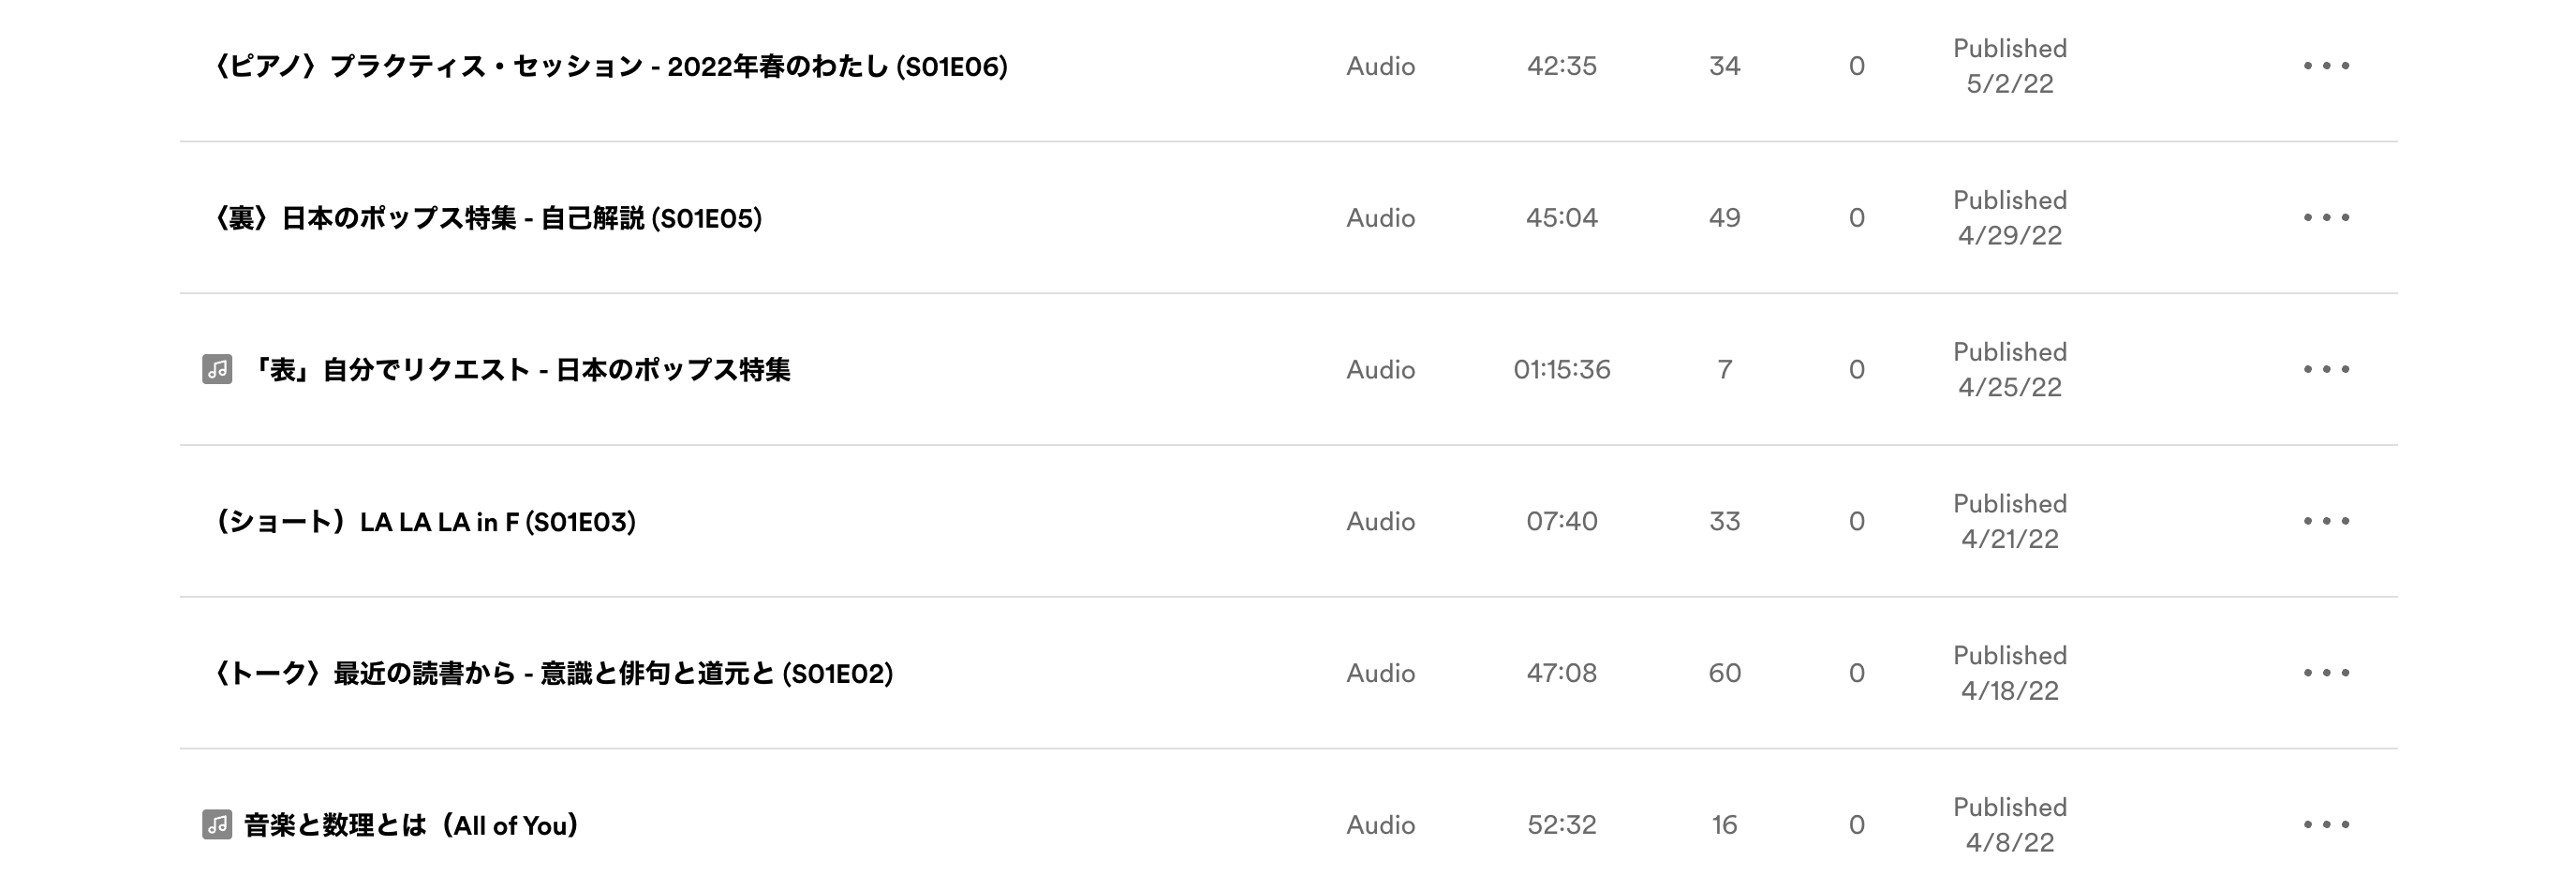 〈ピアノ〉プラクティス・セッション - 2022年春のわたし (S01E06) Audio 42:35 34 0 Published 5/2/22
〈裏〉日本のポップス特集 - 自己解説 (S01E05) Audio 45:04 49 0 Published 4/29/22
「表」自分でリクエスト - 日本のポップス特集 Audio 01:15:36 7 0 Published 4/25/22
（ショート）LA LA LA in F (S01E03) Audio 07:40 33 0 Published 4/21/22
〈トーク〉最近の読書から - 意識と俳句と道元と (S01E02) Audio 47:08 60 0 Published 4/18/22
音楽と数理とは（All of You） Audio 52:32 16 0 Published 4/8/22